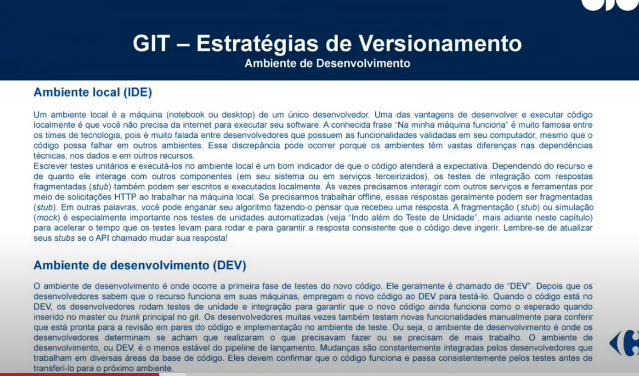 GIT – Estratégias de Versionamento
Ambiente de Desenvolvimento
Ambiente local (IDE)
Um ambiente local é a máquina (notebook ou desktop) de um único desenvolvedor. Uma das vantagens de desenvolver e executar código
localmente é que você não precisa da internet para executar seu software. A conhecida frase “Na minha máquina funciona” é muito famosa entre
os times de tecnologia, pois é muito falada entre desenvolvedores que possuem as funcionalidades validadas em seu computador, mesmo que o
código possa falhar em outros ambientes. Essa discrepância pode ocorrer porque os ambientes têm vastas diferenças nas dependências
técnicas, nos dados e em outros recursos.
Escrever testes unitários e executá-los no ambiente local é um bom indicador de que o código atenderá a expectativa. Dependendo do recurso e
de quanto ele interage com outros componentes (em seu sistema ou em serviços terceirizados), os testes de integração com respostas
fragmentadas (stub) também podem ser escritos e executados localmente. Às vezes precisamos interagir com outros serviços e ferramentas por
meio de solicitações HTTP ao trabalhar na máquina local. Se precisarmos trabalhar offline, essas respostas geralmente podem ser fragmentadas
(stub). Em outras palavras, você pode enganar seu algoritmo fazendo-o pensar que recebeu uma resposta. A fragmentação (stub) ou simulação
(mock) é especialmente importante nos testes de unidades automatizadas (veja “Indo além do Teste de Unidade”, mais adiante neste capítulo)
para acelerar o tempo que os testes levam para rodar e para garantir a resposta consistente que o código deve ingerir. Lembre-se de atualizar
seus stubs se o API chamado mudar sua resposta!
Ambiente de desenvolvimento (DEV)
O ambiente de desenvolvimento é onde ocorre a primeira fase de testes do novo código. Ele geralmente é chamado de “DEV”. Depois que os
desenvolvedores sabem que o recurso funciona em suas máquinas, empregam o novo código ao DEV para testá-lo. Quando o código está no
DEV, os desenvolvedores rodam testes de unidade e integração para garantir que o novo código ainda funciona como o esperado quando
inserido no master ou trunk principal no git. Os desenvolvedores muitas vezes também testam novas funcionalidades manualmente para conferir
que está pronta para a revisão em pares do código e implementação no ambiente de teste. Ou seja, o ambiente de desenvolvimento é onde os
desenvolvedores determinam se acham que realizaram o que precisavam fazer ou se precisam de mais trabalho. O ambiente de
desenvolvimento, ou DEV, é o menos estável do pipeline de lançamento. Mudanças são constantemente integradas pelos desenvolvedores que
trabalham em diversas áreas da base de código. Eles devem confirmar que o código funciona e passa consistentemente pelos testes antes de
transferi-lo para o próximo ambiente.